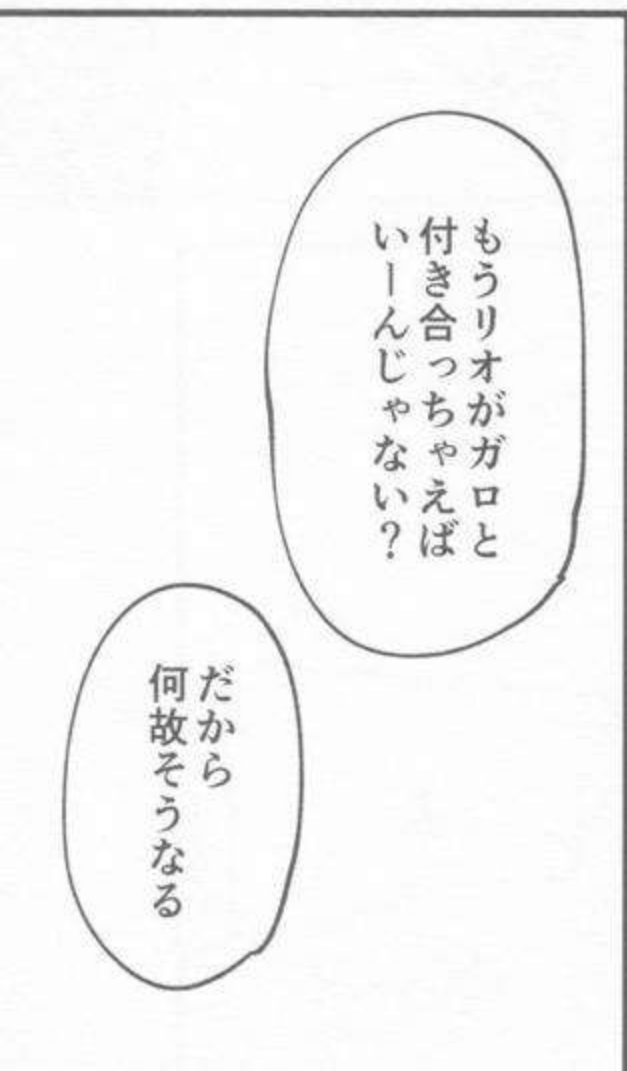 もうリオがガロと
付き合っちゃえば
いーんじゃない？
だから
何故そうなる